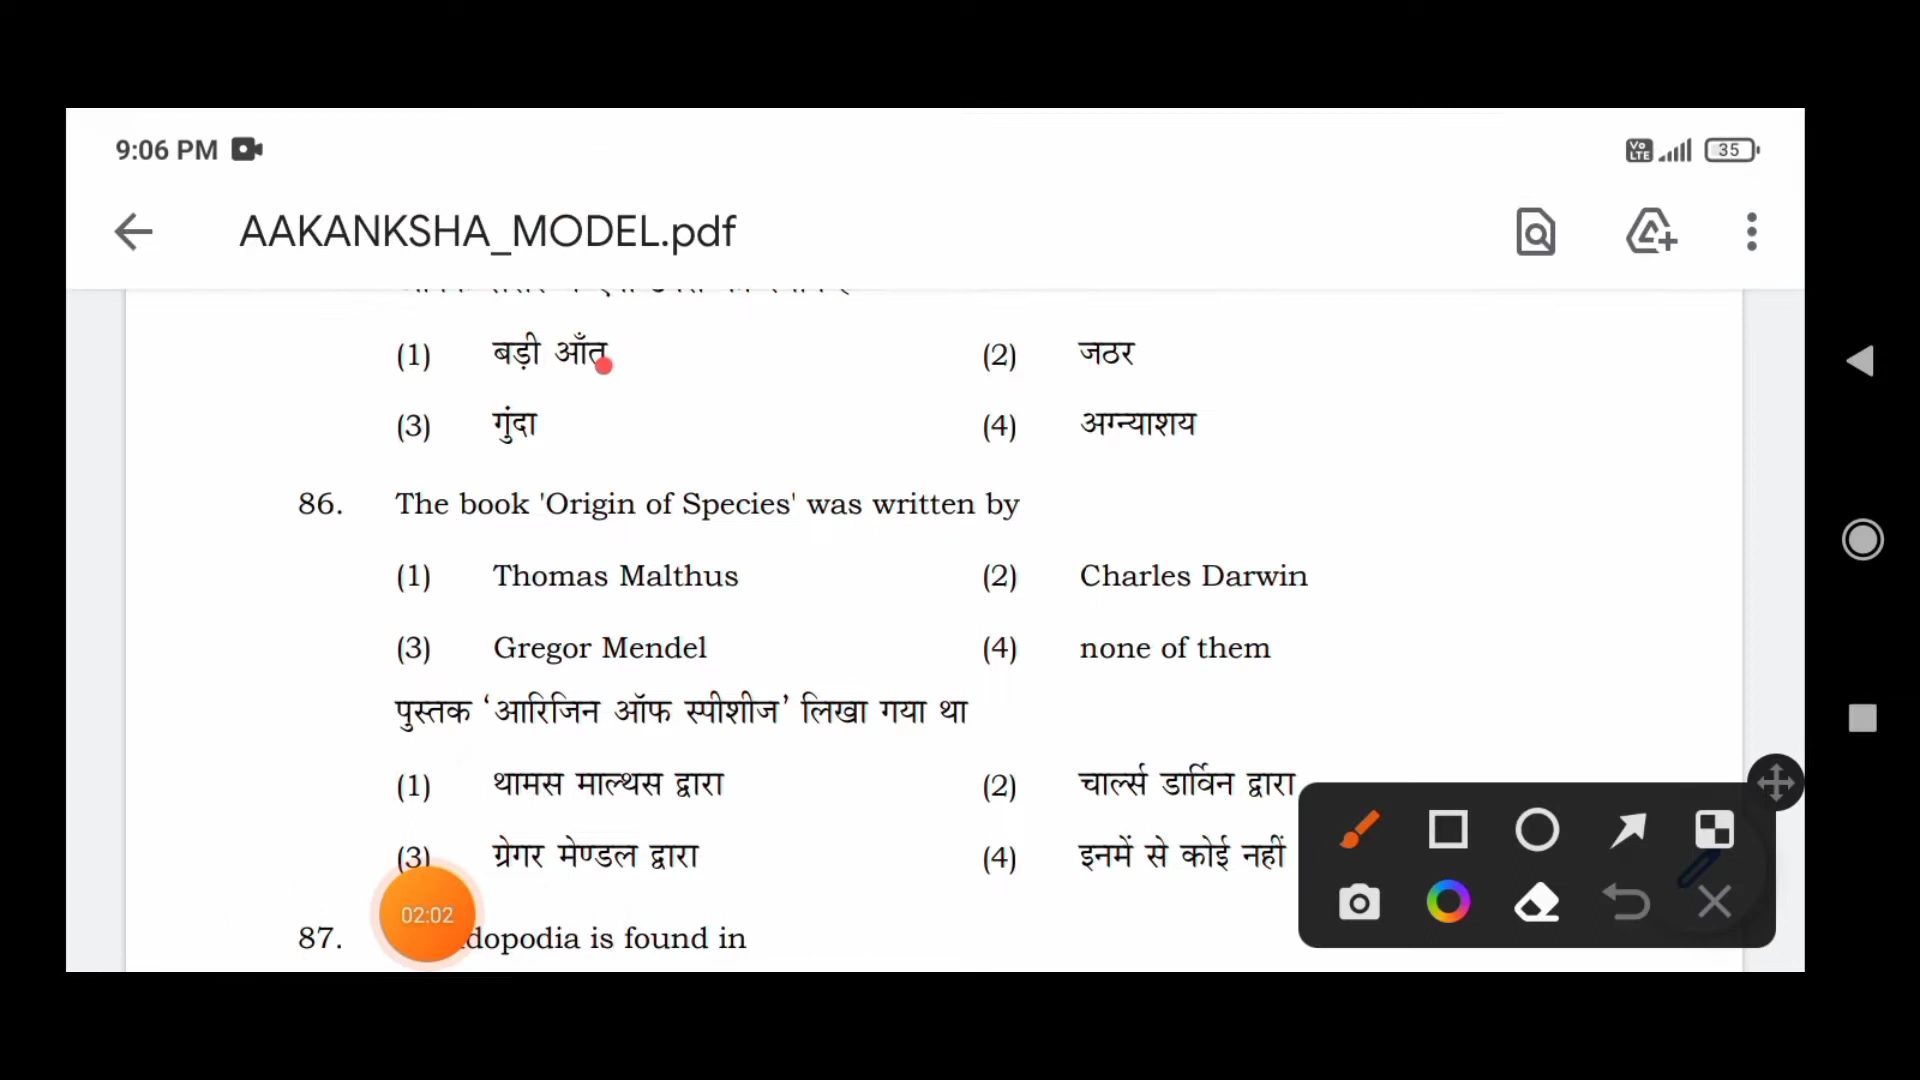 9:06 PM
Vo LTE 35
AAKANKSHA_MODEL.pdf
(1) बड़ी आँत (2) जठर
(3) गुंदा (4) अग्न्याशय
86. The book 'Origin of Species' was written by
(1) Thomas Malthus (2) Charles Darwin
(3) Gregor Mendel (4) none of them
पुस्तक ‘आरिजिन ऑफ स्पीशीज’ लिखा गया था
(1) थामस माल्थस द्वारा (2) चार्ल्स डार्विन द्वारा
(3) ग्रेगर मेण्डल द्वारा (4) इनमें से कोई नहीं
02:02
87. dopodia is found in